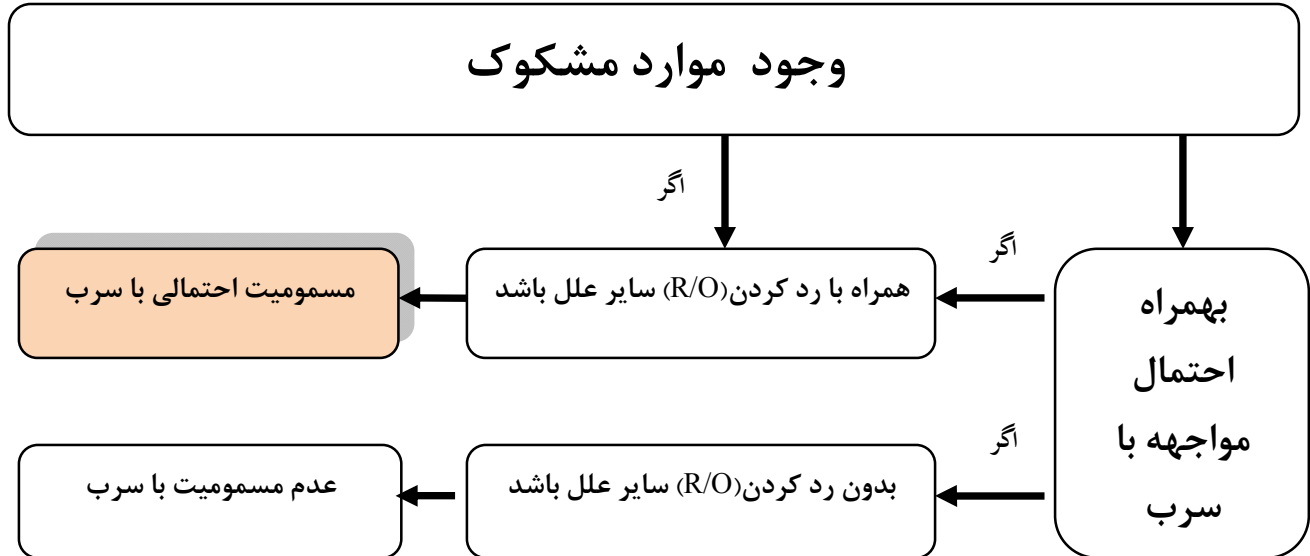 وجود موارد مشکوک
اگر
اگر
همراه با رد کردن(R/O) سایر علل باشد
مسمومیت احتمالی با سرب
بهمراه
احتمال
مواجهه با
سرب
اگر
بدون رد کردن(R/O) سایر علل باشد
عدم مسمومیت با سرب